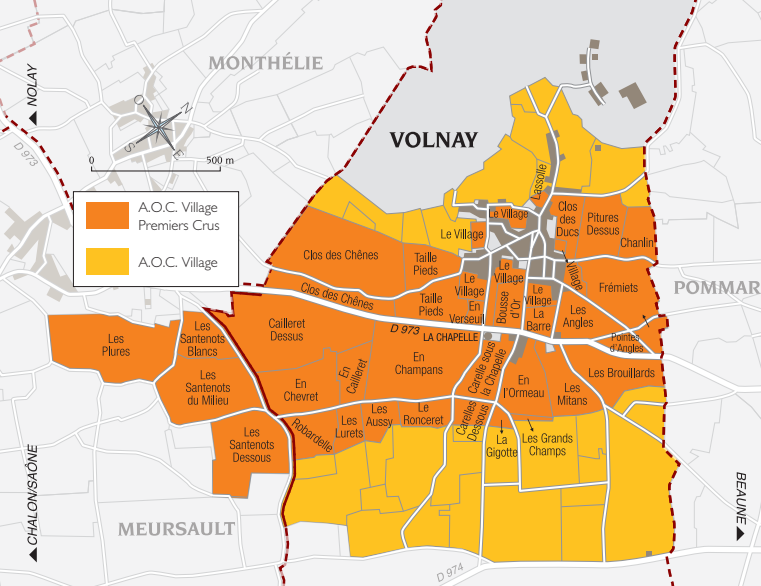 MONTHÉLIE
NOLAY
D 973
O
N
S
E
0
500 m
VOLNAY
A.O.C. Village
Premiers Crus
A.O.C. Village
Lassolle
Le Village
Clos
des
Ducs
Pitures
Dessus
Chanlin
Le Village
Clos des Chênes
Taille
Pieds
Le
Village
Village
Frémiets
POMMAR
Clos des Chênes
Taille
Pieds
Le
Village
En
Verseuil
Bousse
d'Or
Le
Village
La
Barre
Les
Angles
Pointes
d'Angles
D 973
LA CHAPELLE
Cailleret
Dessus
Les
Plures
Les
Santenots
Blancs
Les
Santenots
du Milieu
Les
Santenots
Dessous
En
Chevret
En
Cailleret
En
Champans
Carelle sous
la Chapelle
En
l'Ormeau
Les
Mitans
Les Brouillards
Robardelle
Les
Lurets
Les
Aussy
Le
Ronceret
Carelles
Dessous
La
Gigotte
Les Grands
Champs
CHALON/SAÔNE
MEURSAULT
BEAUNE
D 974